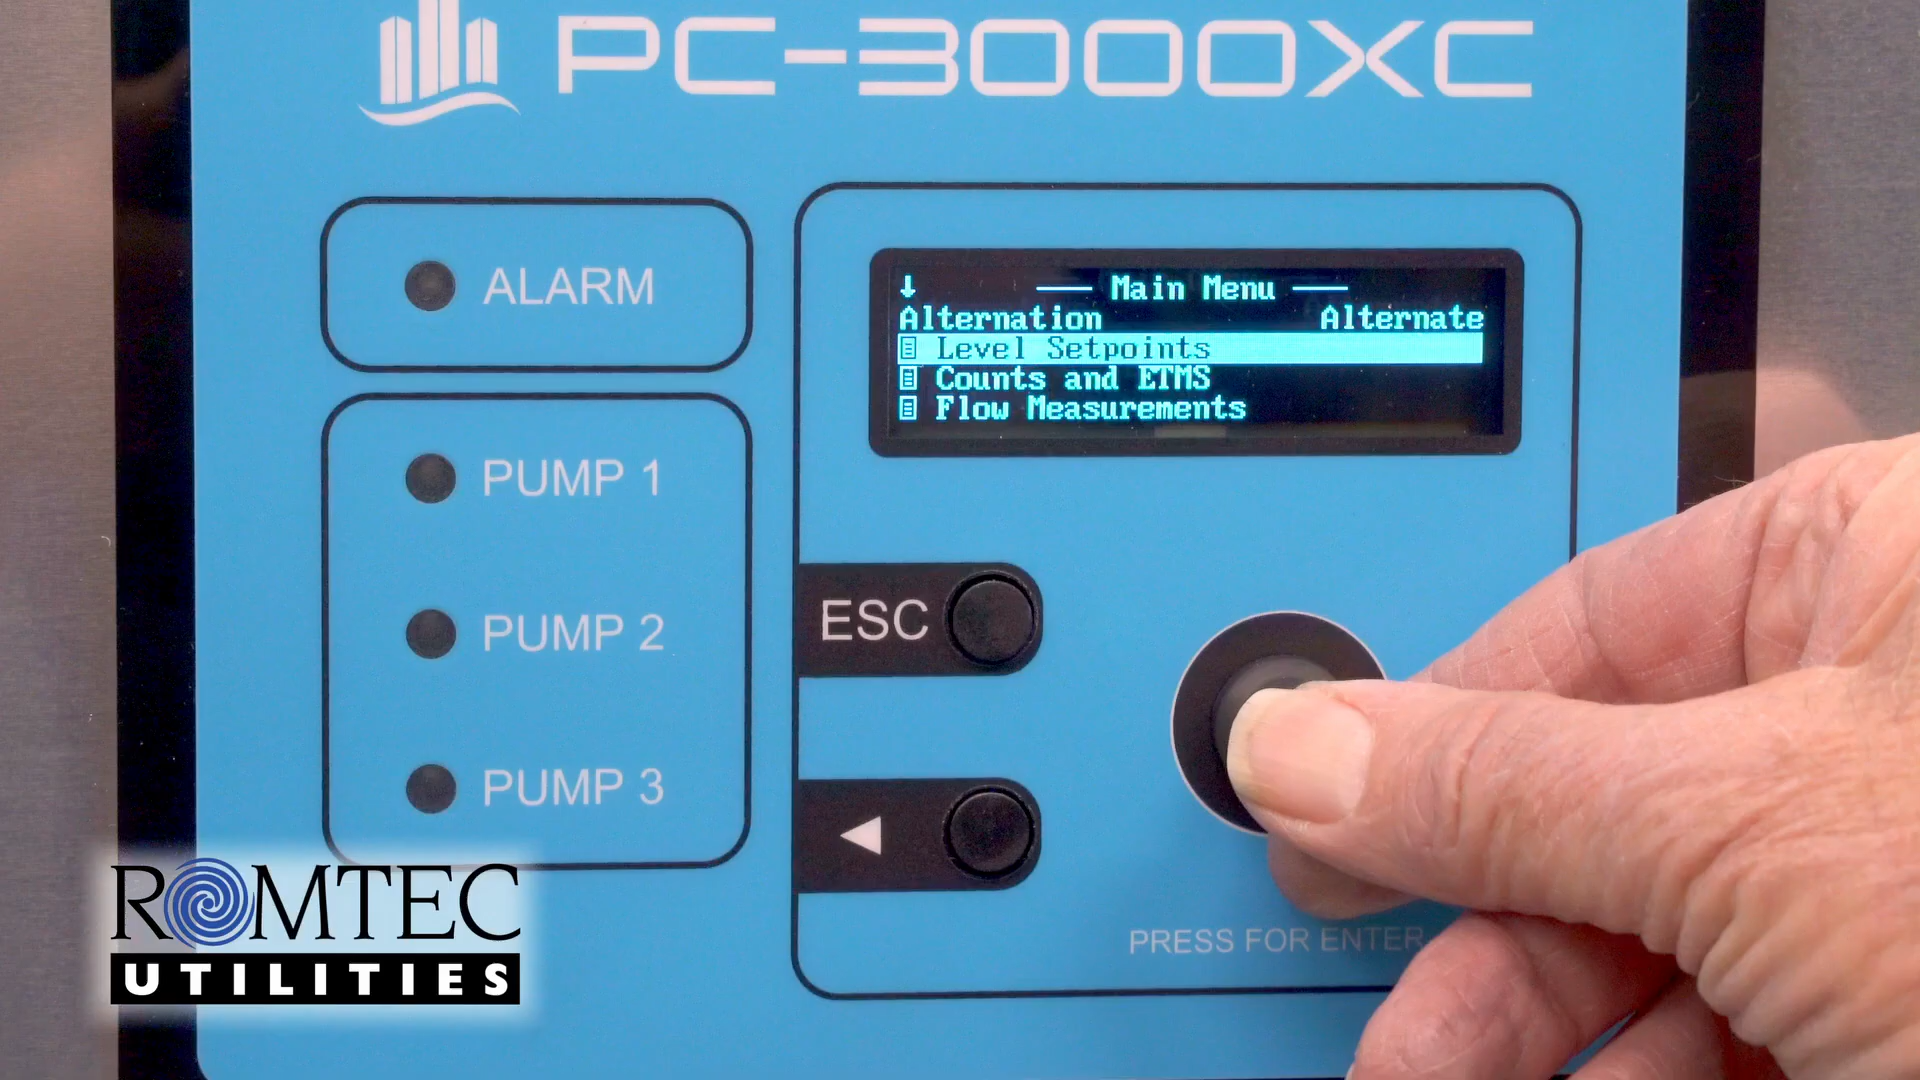 PC-3000XC
ALARM
PUMP 1
PUMP 2
PUMP 3
↓ Main Menu
Alternation Alternate
Level Setpoints
Counts and ETMS
Flow Measurements
ESC
PRESS FOR ENTER
ROMTEC
UTILITIES